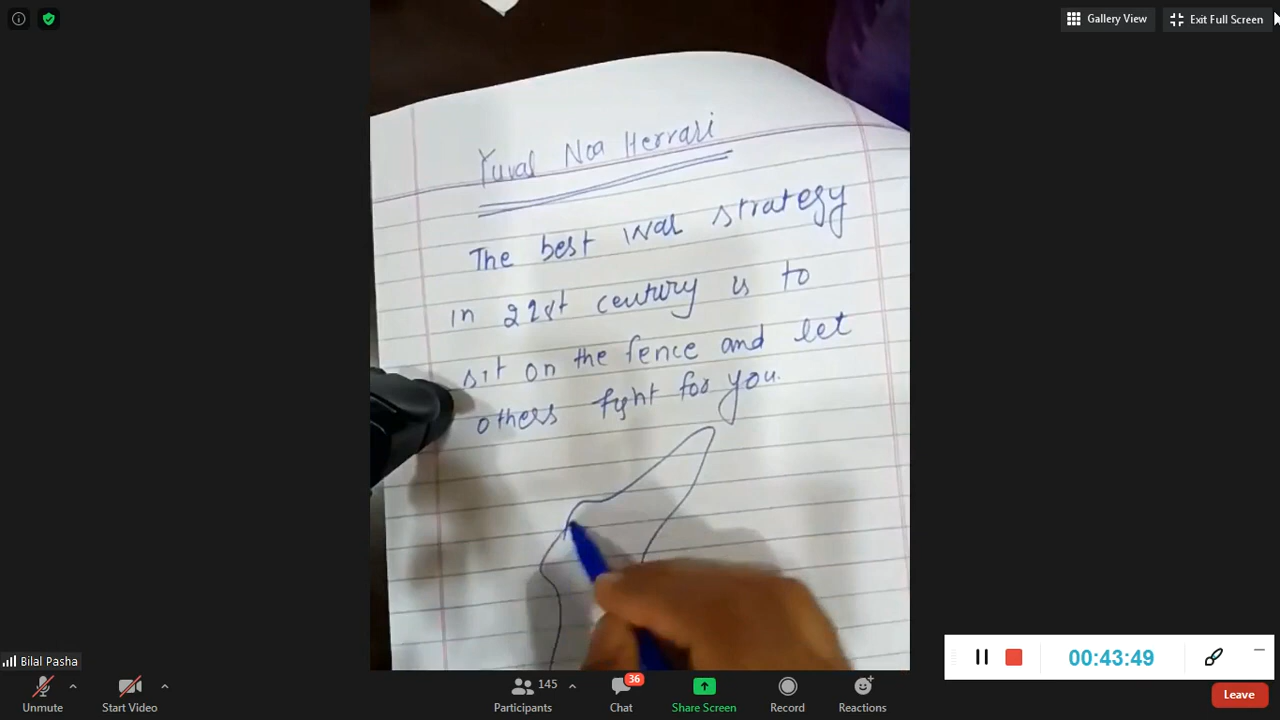 Gallery View
Exit Full Screen
Yuval Noa Herrari
The best war strategy
in 21st century is to
sit on the fence and let
others fight for you.
Bilal Pasha
00:43:49
Unmute
Start Video
145
Participants
36
Chat
Share Screen
Record
Reactions
Leave